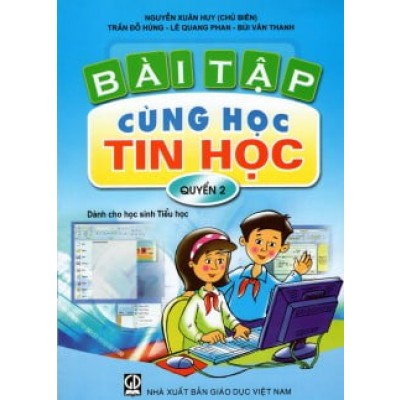 NGUYỄN XUÂN HUY (CHỦ BIÊN)
TRẦN ĐỖ HÙNG - LÊ QUANG PHAN - BÙI VĂN THANH
BÀI TẬP
CÙNG HỌC
TIN HỌC
QUYỂN 2
Dành cho học sinh Tiểu học
GD
NHÀ XUẤT BẢN GIÁO DỤC VIỆT NAM